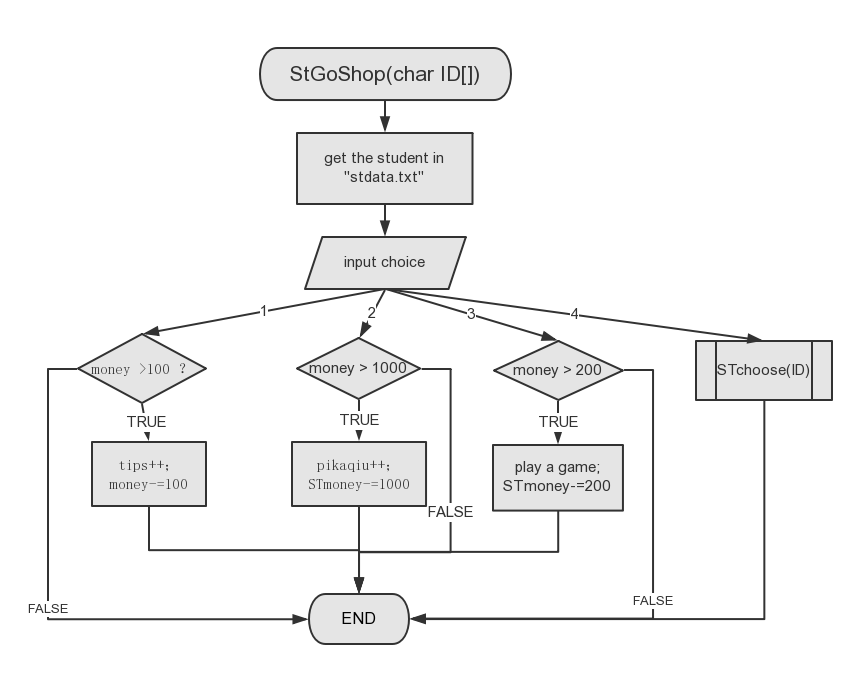 StGoShop(char ID[])
get the student in
"stdata.txt"
input choice
1
2
3
4
money >100 ?
money > 1000
money > 200
STchoose(ID)
TRUE
TRUE
TRUE
tips++;
money-=100
pikaqiu++;
STmoney-=1000
play a game;
STmoney-=200
FALSE
FALSE
FALSE
END